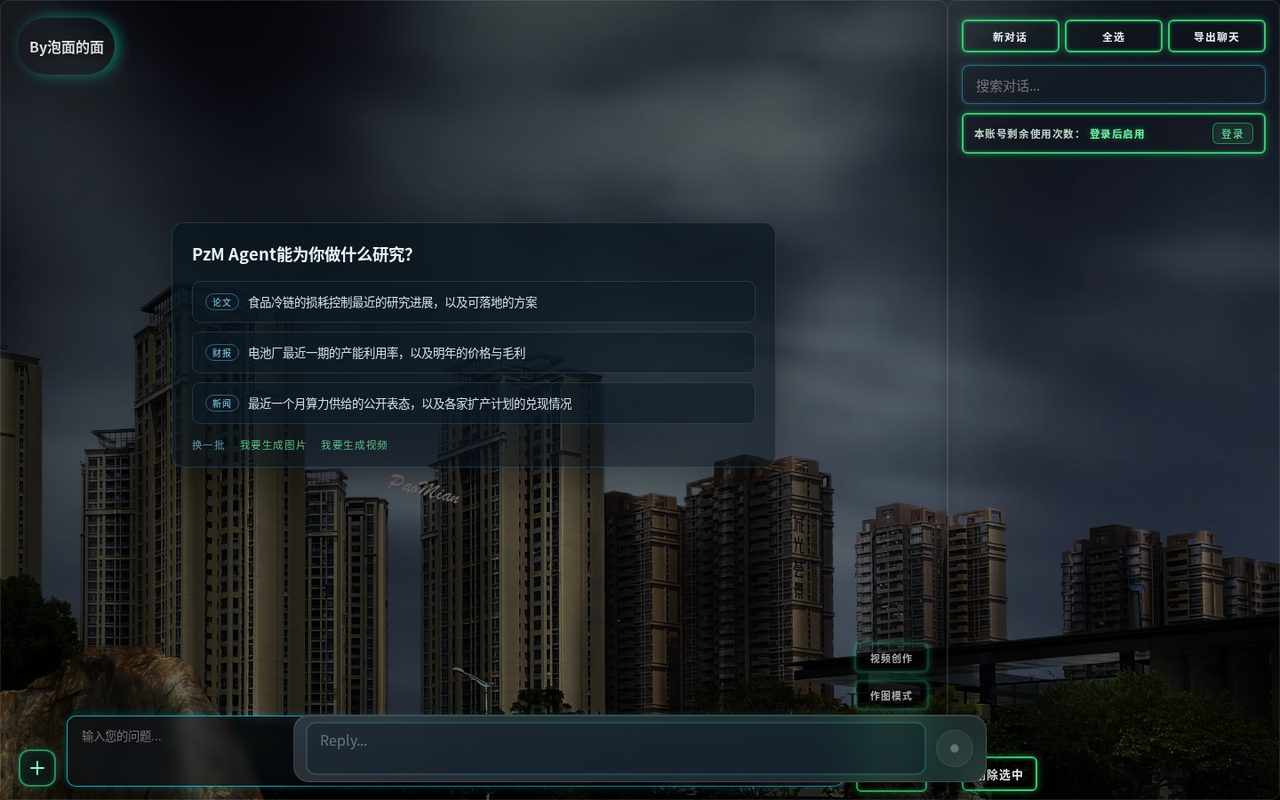 By泡面的面
新对话
全选
导出聊天
搜索对话...
本账号剩余使用次数: 登录后启用
登录
PzM Agent能为你做什么研究?
论文 食品冷链的损耗控制最近的研究进展，以及可落地的方案
财报 电池厂最近一期的产能利用率，以及明年的价格与毛利
新闻 最近一个月算力供给的公开表态，以及各家扩产计划的兑现情况
换一批 我要生成图片 我要生成视频
PaoMian
阳光荟景
视频创作
作图模式
输入您的问题...
Reply...
除选中